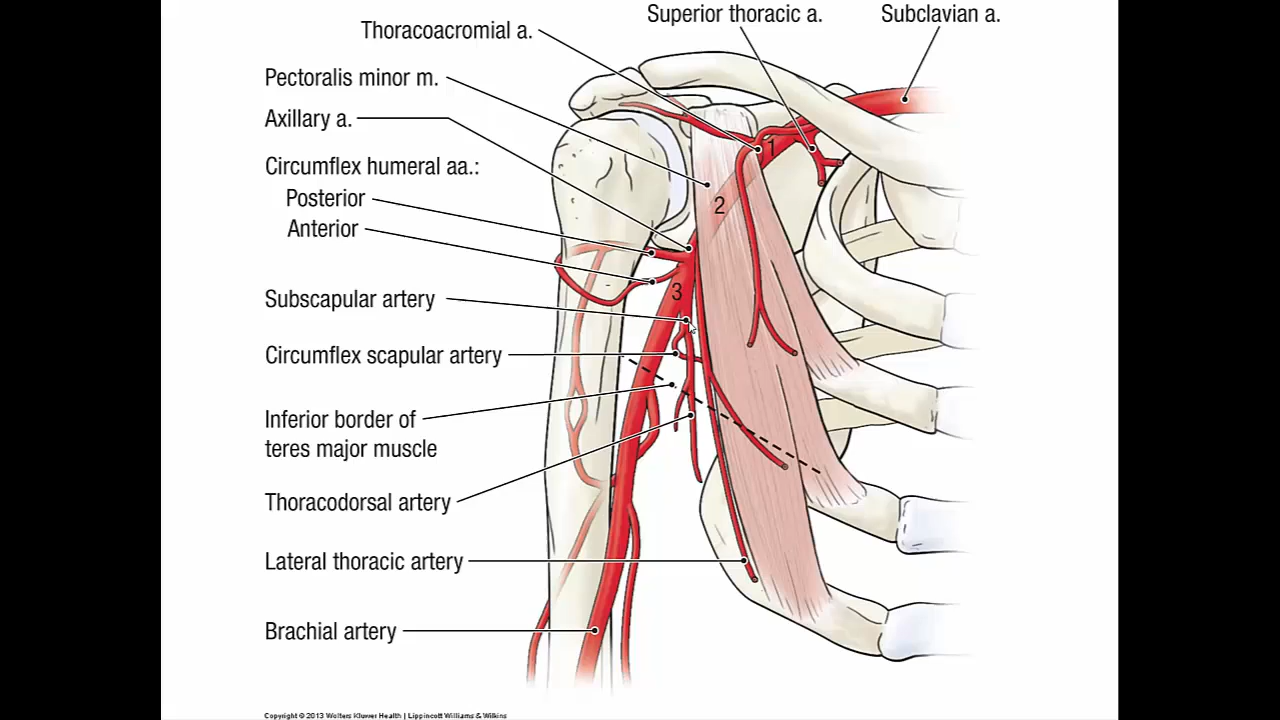 Superior thoracic a.
Subclavian a.
Thoracoacromial a.
Pectoralis minor m.
Axillary a.
Circumflex humeral aa.:
Posterior
Anterior
Subscapular artery
Circumflex scapular artery
Inferior border of
teres major muscle
Thoracodorsal artery
Lateral thoracic artery
Brachial artery
1
2
3
Copyright © 2013 Wolters Kluwer Health | Lippincott Williams & Wilkins